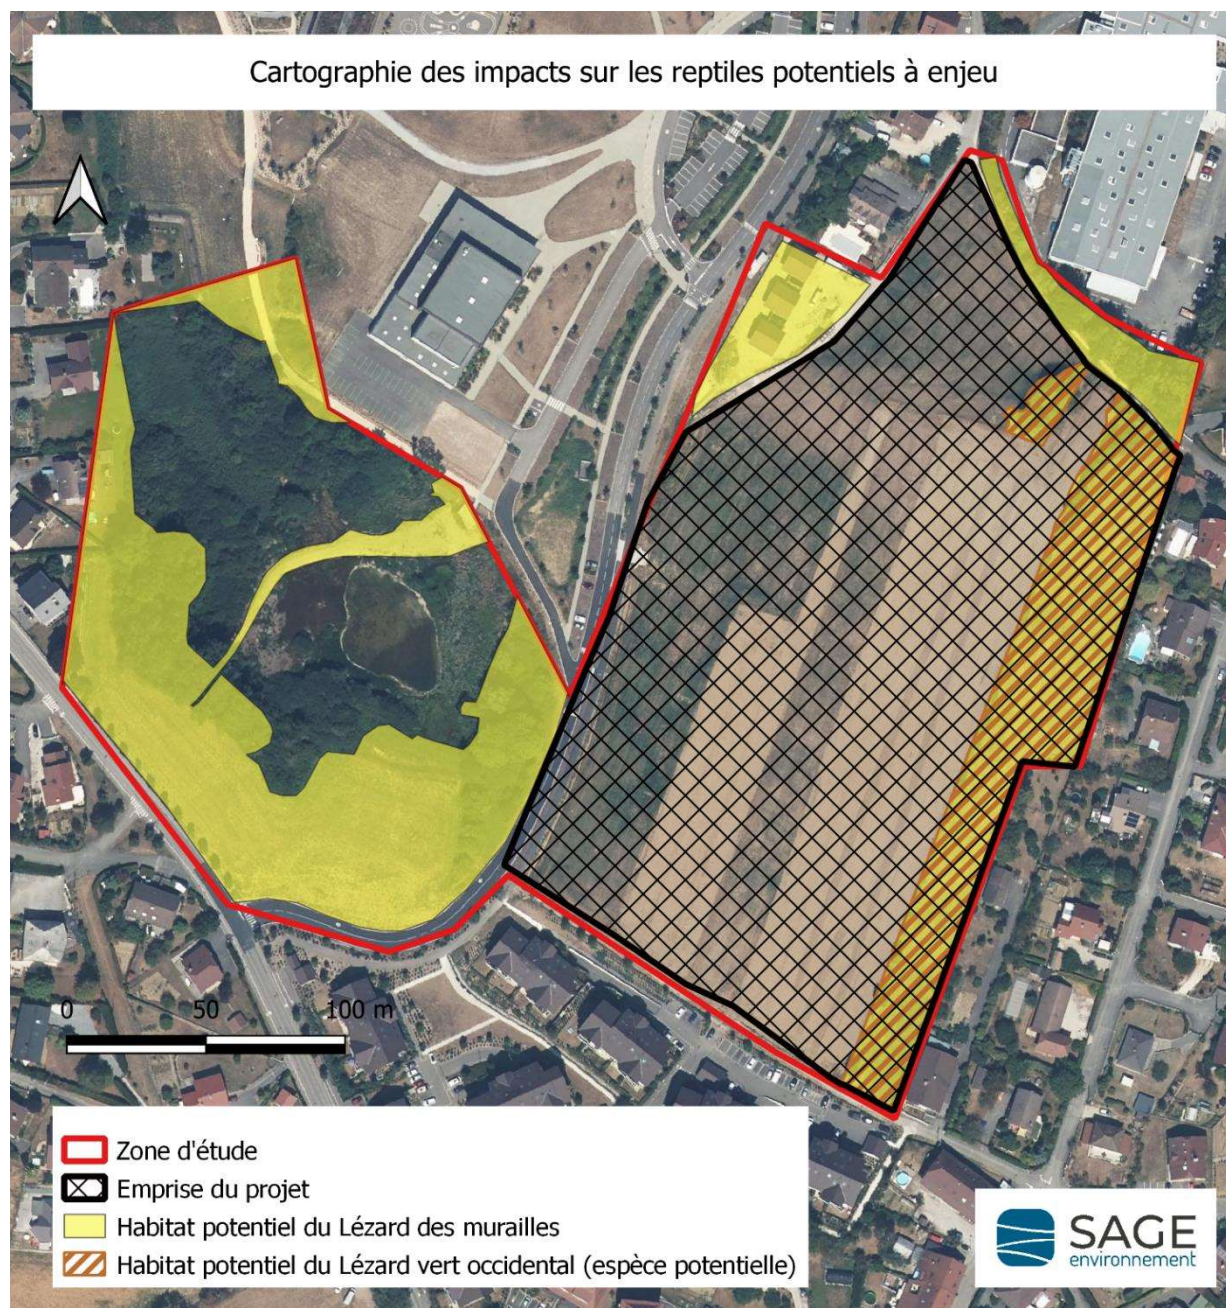 Cartographie des impacts sur les reptiles potentiels à enjeu
0 50 100 m
Zone d'étude
Emprise du projet
Habitat potentiel du Lézard des murailles
Habitat potentiel du Lézard vert occidental (espèce potentielle)
SAGE
environnement